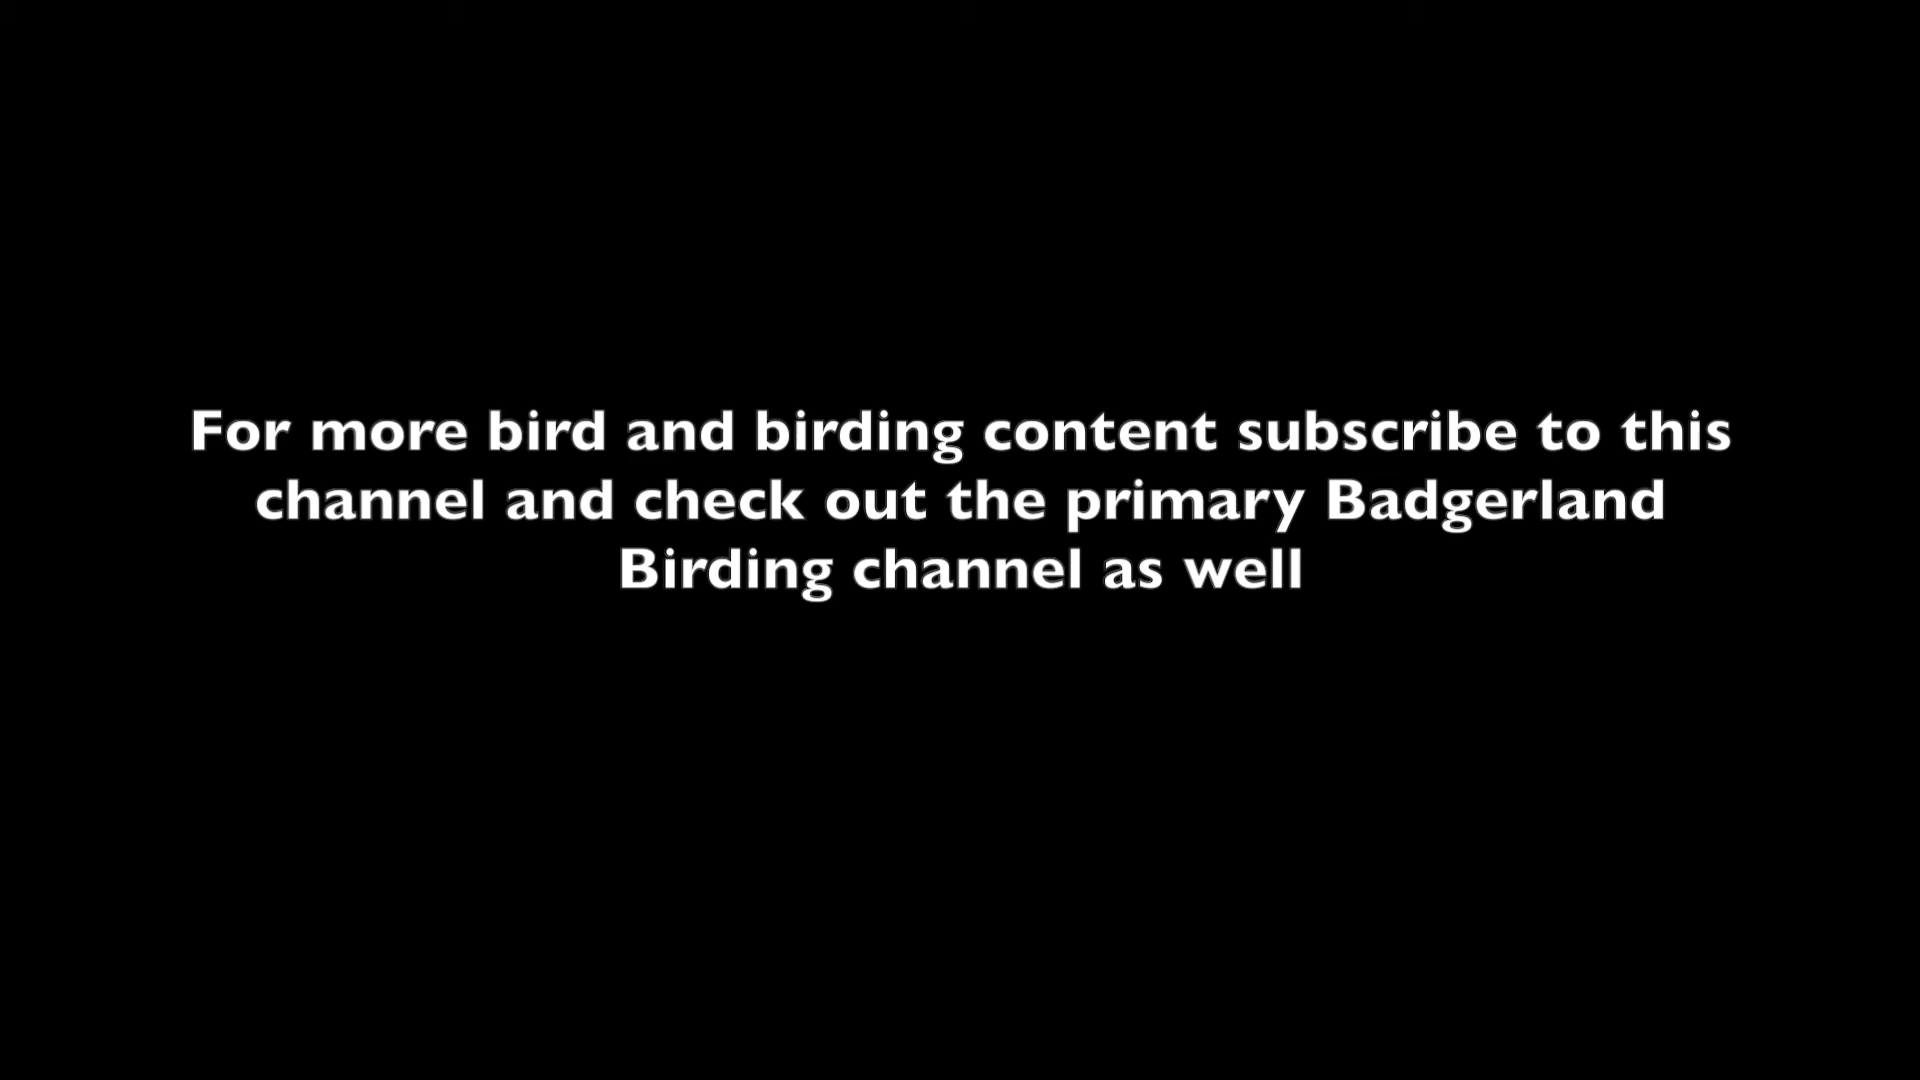 For more bird and birding content subscribe to this
channel and check out the primary Badgerland
Birding channel as well